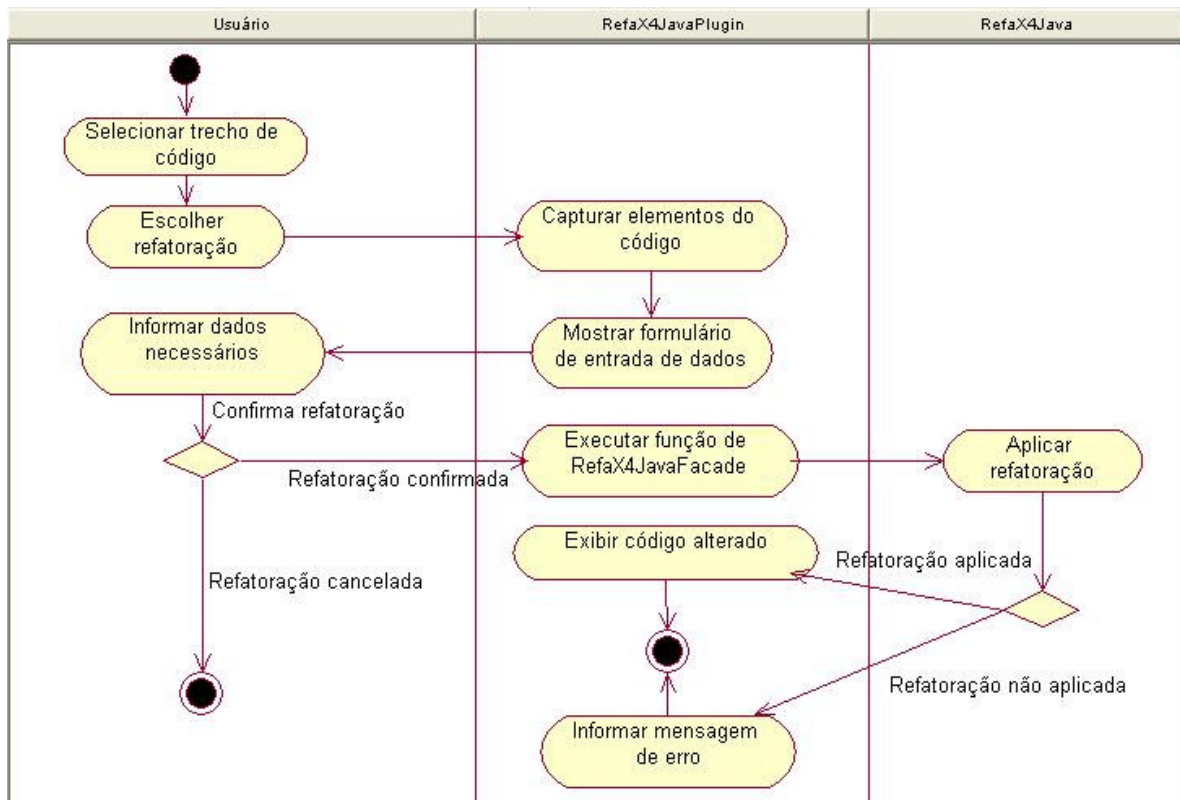 Usuário
RefaX4JavaPlugin
RefaX4Java
Selecionar trecho de
código
Escolher
refatoração
Capturar elementos do
código
Informar dados
necessários
Mostrar formulário
de entrada de dados
Confirma refatoração
Executar função de
RefaX4JavaFacade
Aplicar
refatoração
Refatoração confirmada
Exibir código alterado
Refatoração aplicada
Refatoração cancelada
Refatoração não aplicada
Informar mensagem
de erro